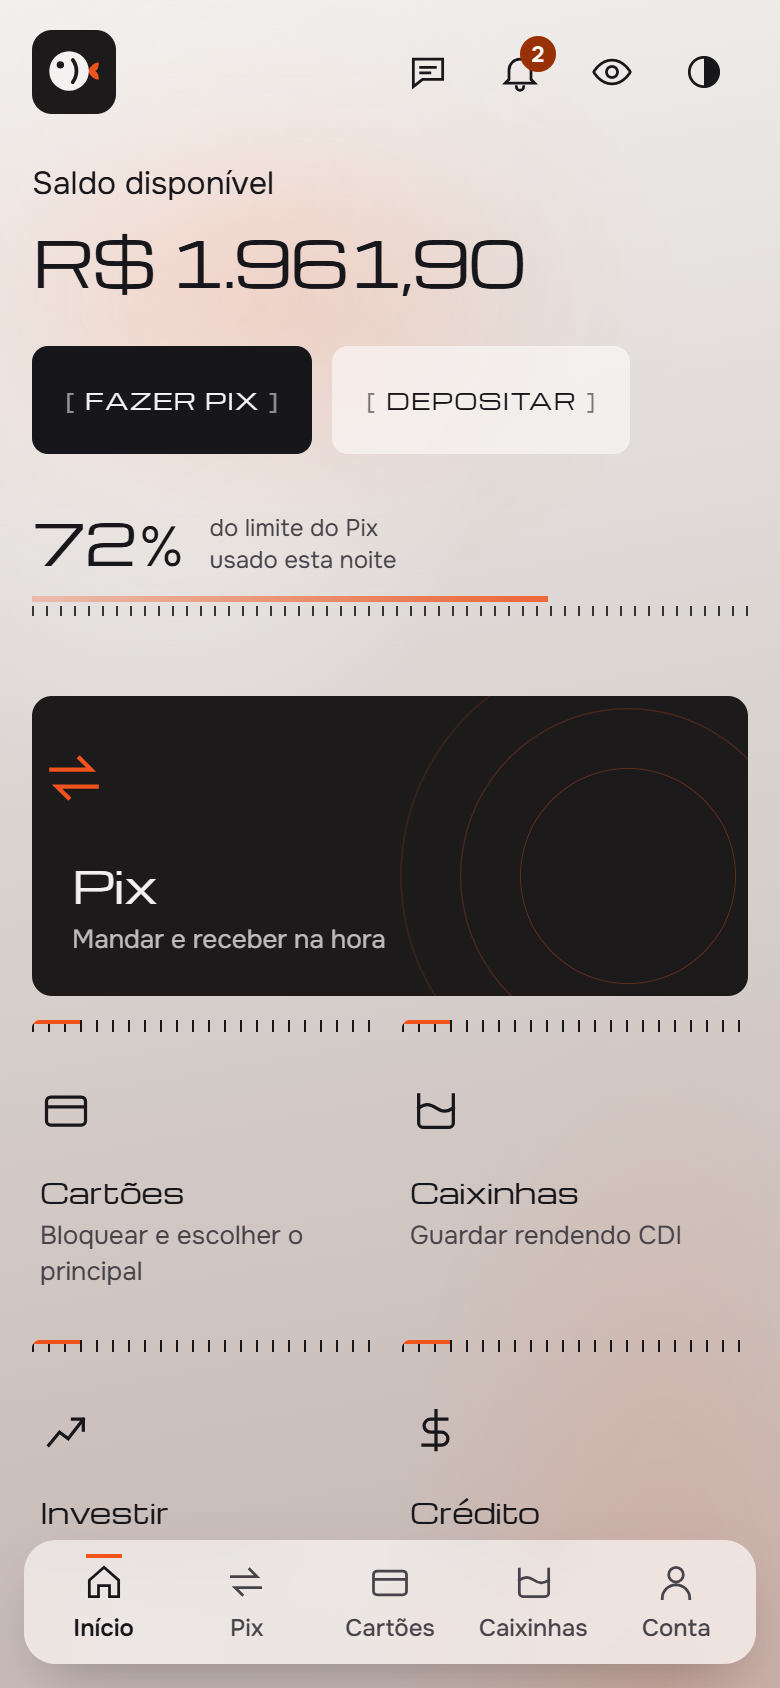 2
Saldo disponível
R$ 1.961,90
[ FAZER PIX ] [ DEPOSITAR ]
72%
do limite do Pix
usado esta noite
Pix
Mandar e receber na hora
Cartões
Bloquear e escolher o
principal
Caixinhas
Guardar rendendo CDI
Investir
Crédito
Início Pix Cartões Caixinhas Conta